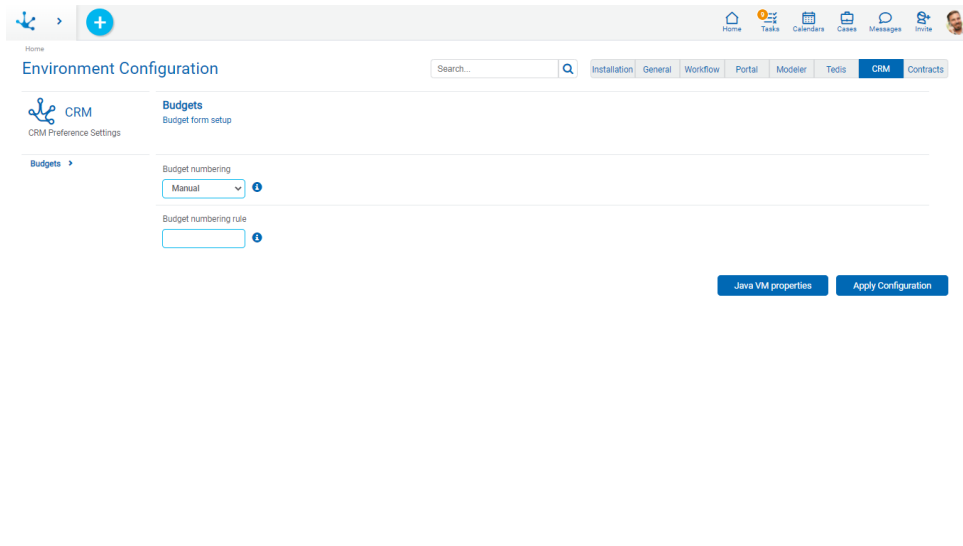 9
Home
Tasks
Calendars
Cases
Messages
Invite
Home
Environment Configuration
Search...
Installation
General
Workflow
Portal
Modeler
Tedis
CRM
Contracts
CRM
CRM Preference Settings
Budgets
Budget form setup
Budgets
Budget numbering
Manual
Budget numbering rule
Java VM properties
Apply Configuration